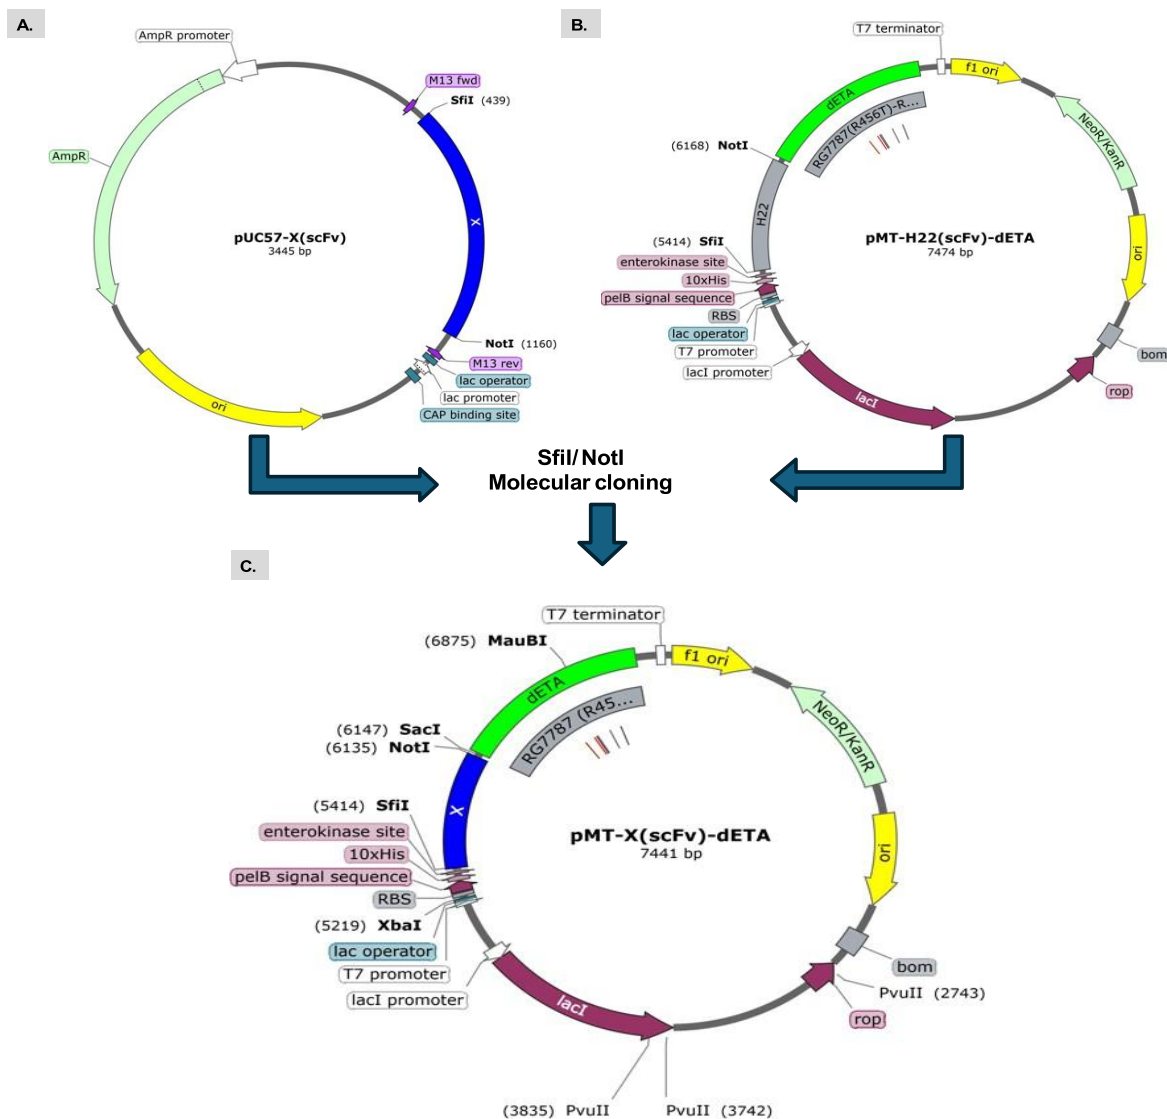 A.
AmpR promoter
M13 fwd
SfiI (439)
AmpR
X
pUC57-X(scFv)
3445 bp
NotI (1160)
M13 rev
lac operator
lac promoter
CAP binding site
ori
B.
T7 terminator
f1 ori
dETA
RG7787(R456T)-R...
NeoR/KanR
(6168) NotI
H22
(5414) SfiI
enterokinase site
10xHis
pelB signal sequence
RBS
lac operator
T7 promoter
lacI promoter
pMT-H22(scFv)-dETA
7474 bp
ori
bom
rop
lacI
SfiI/ NotI
Molecular cloning
C.
T7 terminator
(6875) MauBI
f1 ori
dETA
RG7787 (R45...
NeoR/KanR
(6147) SacI
(6135) NotI
X
(5414) SfiI
enterokinase site
10xHis
pelB signal sequence
RBS
(5219) XbaI
lac operator
T7 promoter
lacI promoter
pMT-X(scFv)-dETA
7441 bp
ori
bom
PvuII (2743)
rop
lacI
(3835) PvuII
PvuII (3742)